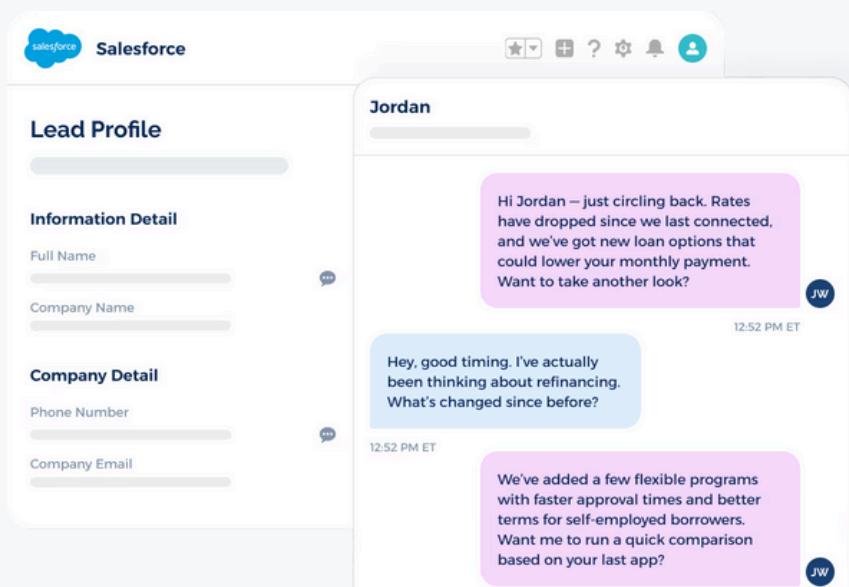 salesforce
Salesforce
Lead Profile
Information Detail
Full Name
Company Name
Company Detail
Phone Number
Company Email
Jordan
Hi Jordan — just circling back. Rates
have dropped since we last connected,
and we've got new loan options that
could lower your monthly payment.
Want to take another look?
JW
12:52 PM ET
Hey, good timing. I've actually
been thinking about refinancing.
What's changed since before?
12:52 PM ET
We've added a few flexible programs
with faster approval times and better
terms for self-employed borrowers.
Want me to run a quick comparison
based on your last app?
JW